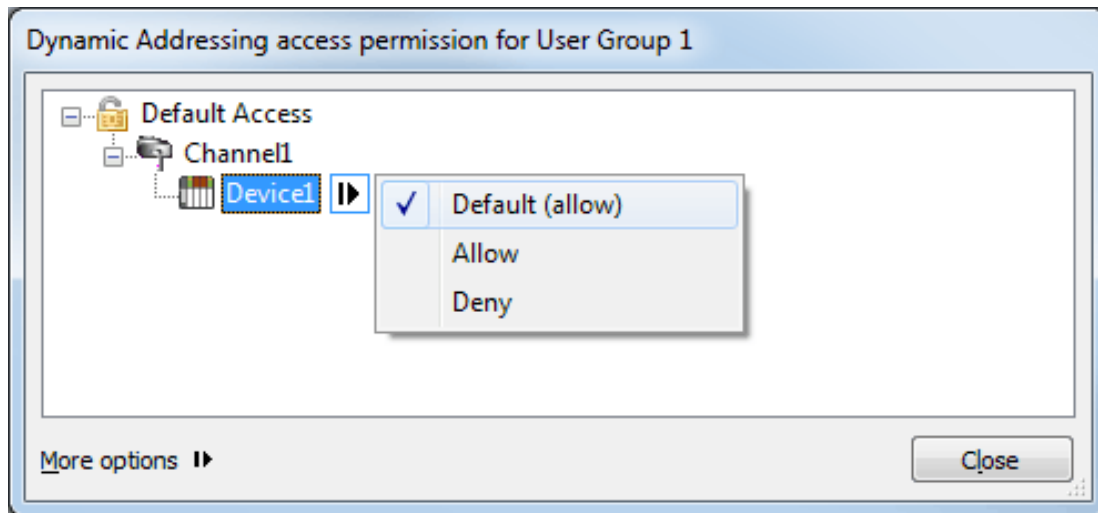 Dynamic Addressing access permission for User Group 1
Default Access
Channel1
Device1
Default (allow)
Allow
Deny
More options
Close